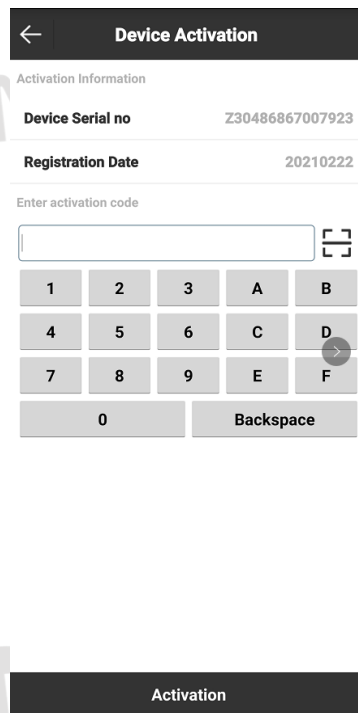 Device Activation
Activation Information
Device Serial no Z30486867007923
Registration Date 20210222
Enter activation code
1 2 3 A B
4 5 6 C D
7 8 9 E F
0 Backspace
Activation